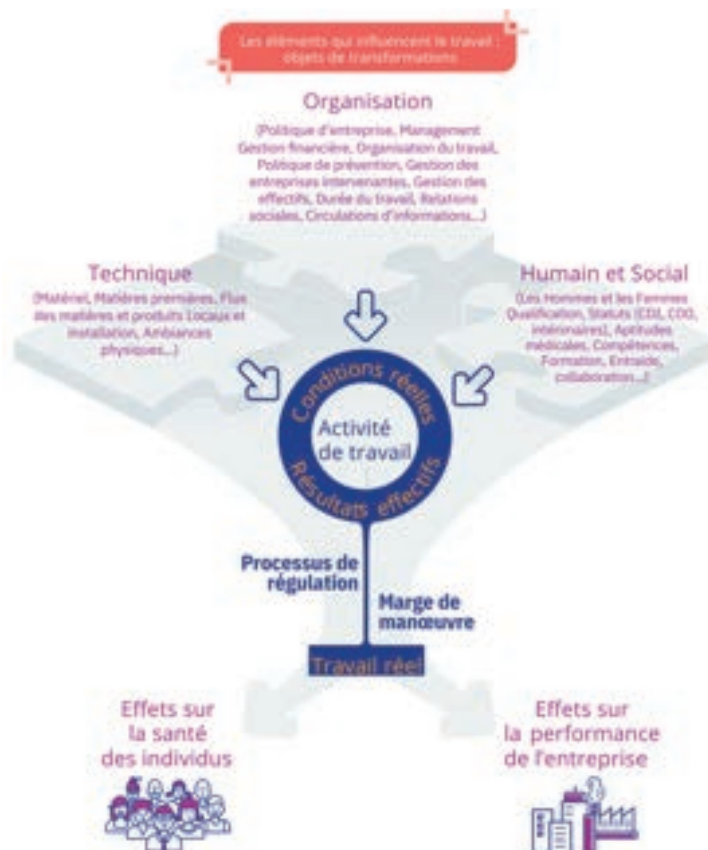 Les éléments qui influencent le travail :
objets de transformations
Organisation
(Politique d'entreprise, Management
Gestion financière, Organisation du travail,
Politique de prévention, Gestion des
entreprises intervenantes, Gestion des
effectifs, Durée du travail, Relations
sociales, Circulations d'informations...)
Technique
(Matériel, Matières premières, Flux
des matières et produits Locaux et
installation, Ambiances
physiques...)
Humain et Social
(Les Hommes et les Femmes
Qualification, Statuts (CDI, CDD,
intérimaires), Aptitudes
médicales, Compétences,
Formation, Entraide,
collaboration...)
Conditions réelles
Activité
de travail
Résultats effectifs
Processus de
régulation
Marge de
manœuvre
Travail réel
Effets sur
la santé
des individus
Effets sur
la performance
de l'entreprise